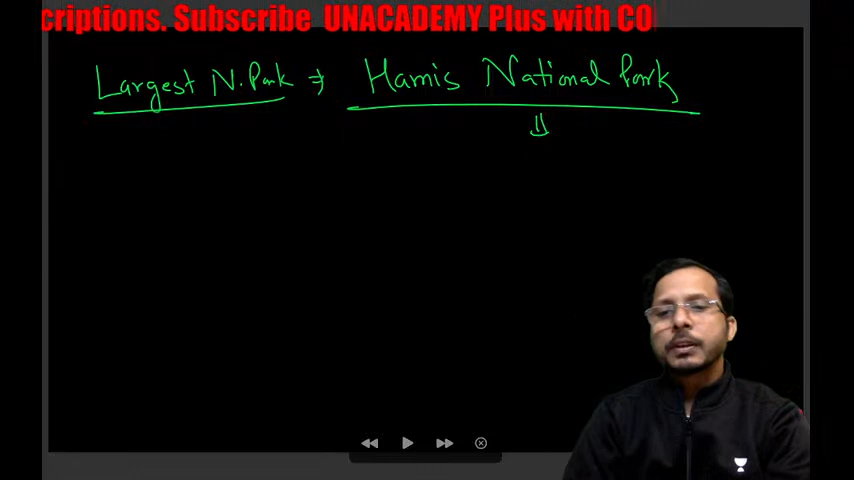 criptions. Subscribe UNACADEMY Plus with CO
Largest N. Park → Hamis National Park